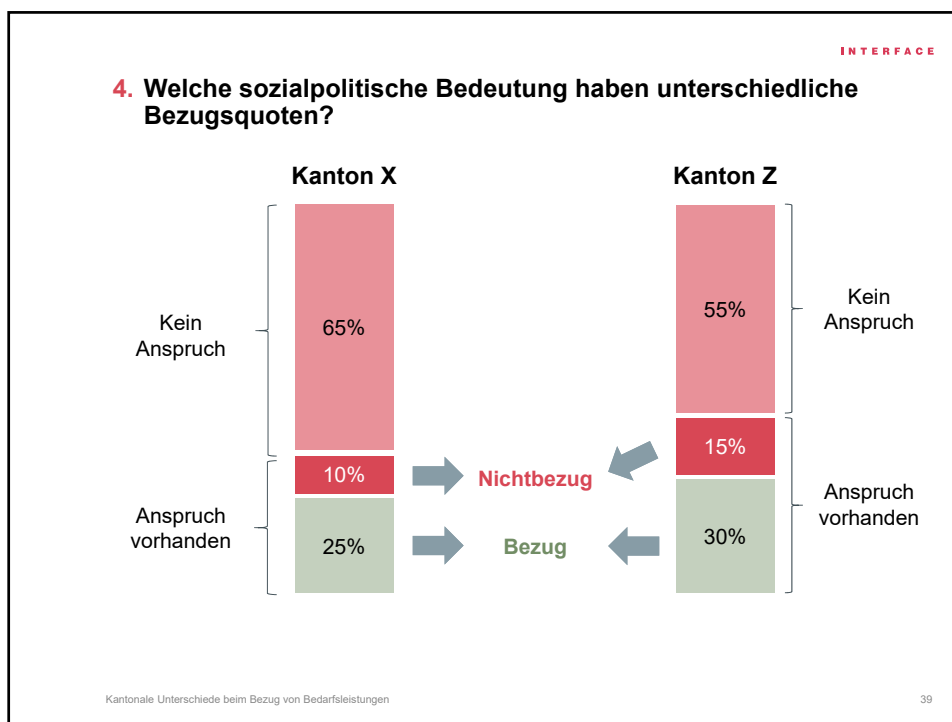 INTERFACE
4. Welche sozialpolitische Bedeutung haben unterschiedliche
Bezugsquoten?
Kanton X
Kanton Z
Kein
Anspruch
65%
55%
Kein
Anspruch
10%
Nichtbezug
15%
Anspruch
vorhanden
25%
Bezug
30%
Anspruch
vorhanden
Kantonale Unterschiede beim Bezug von Bedarfsleistungen
39